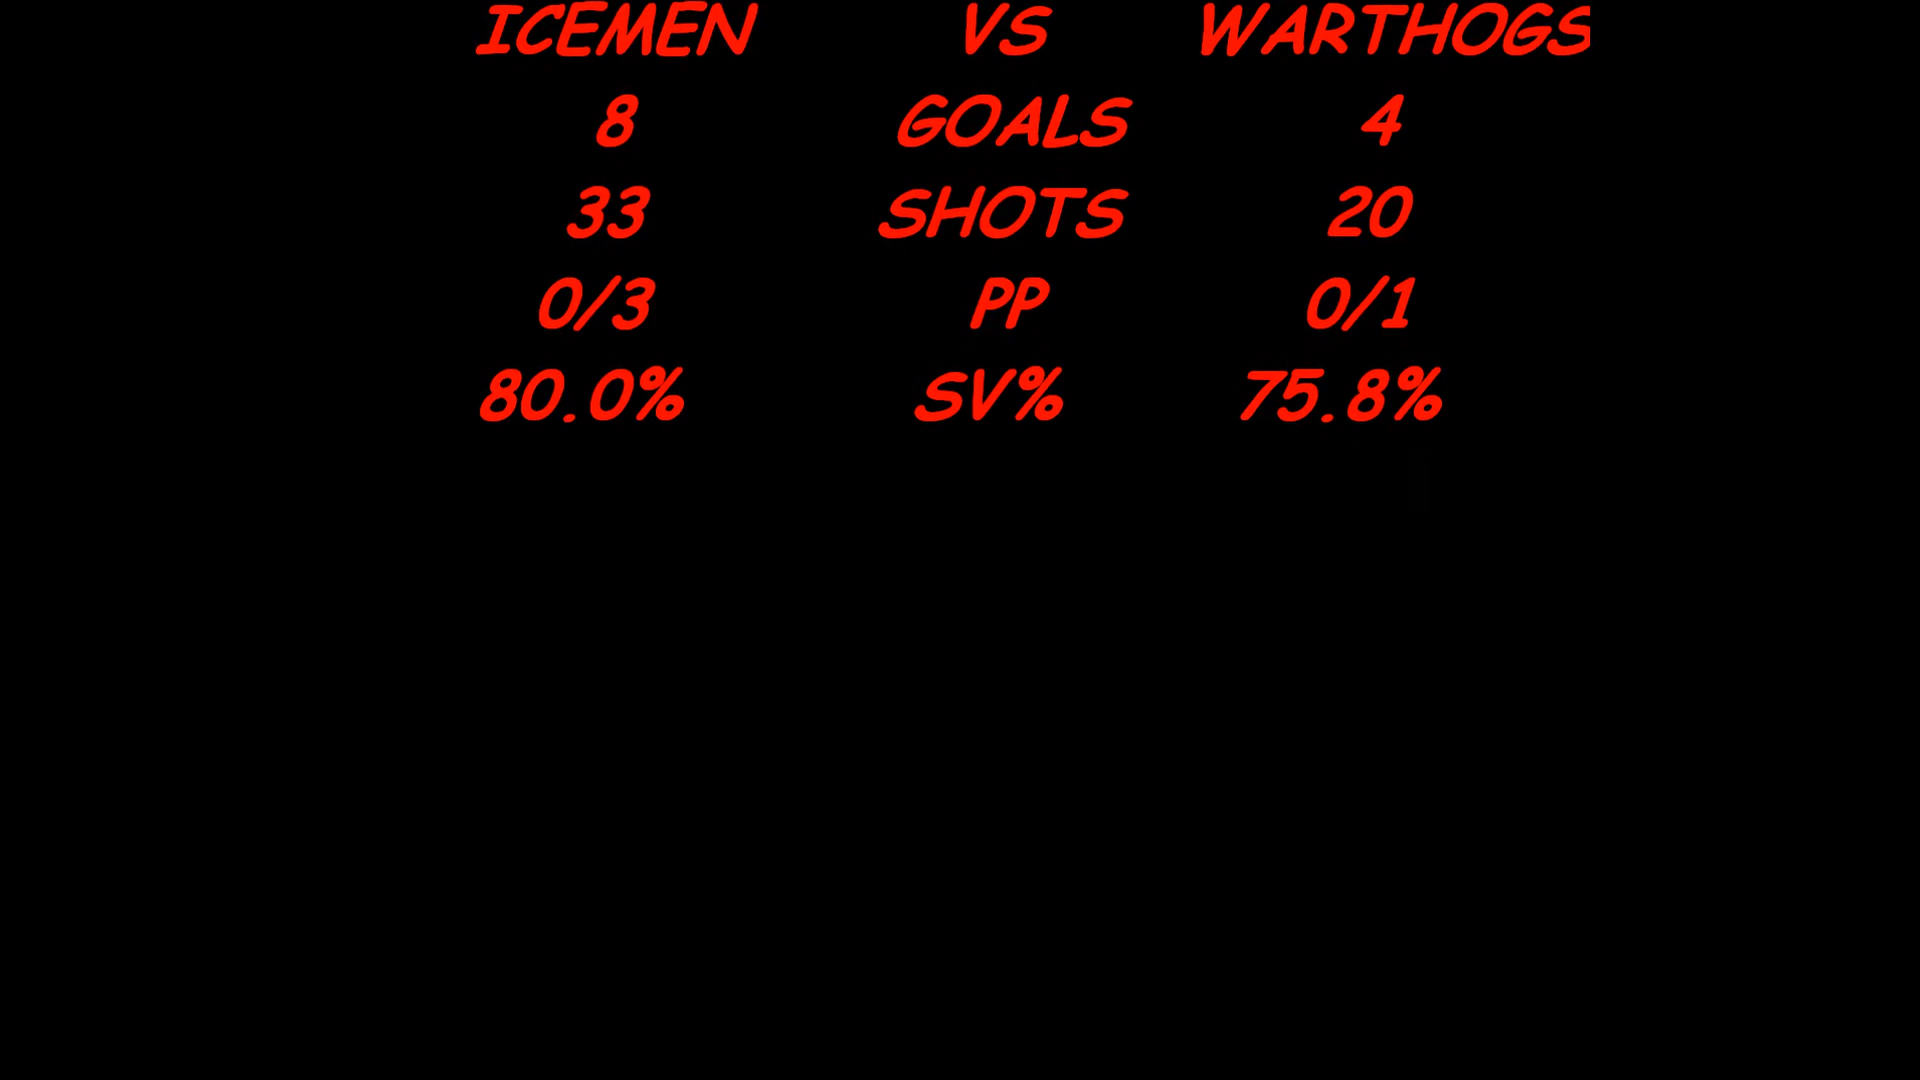 ICEMEN VS WARTHOGS
8 GOALS 4
33 SHOTS 20
0/3 PP 0/1
80.0% SV% 75.8%